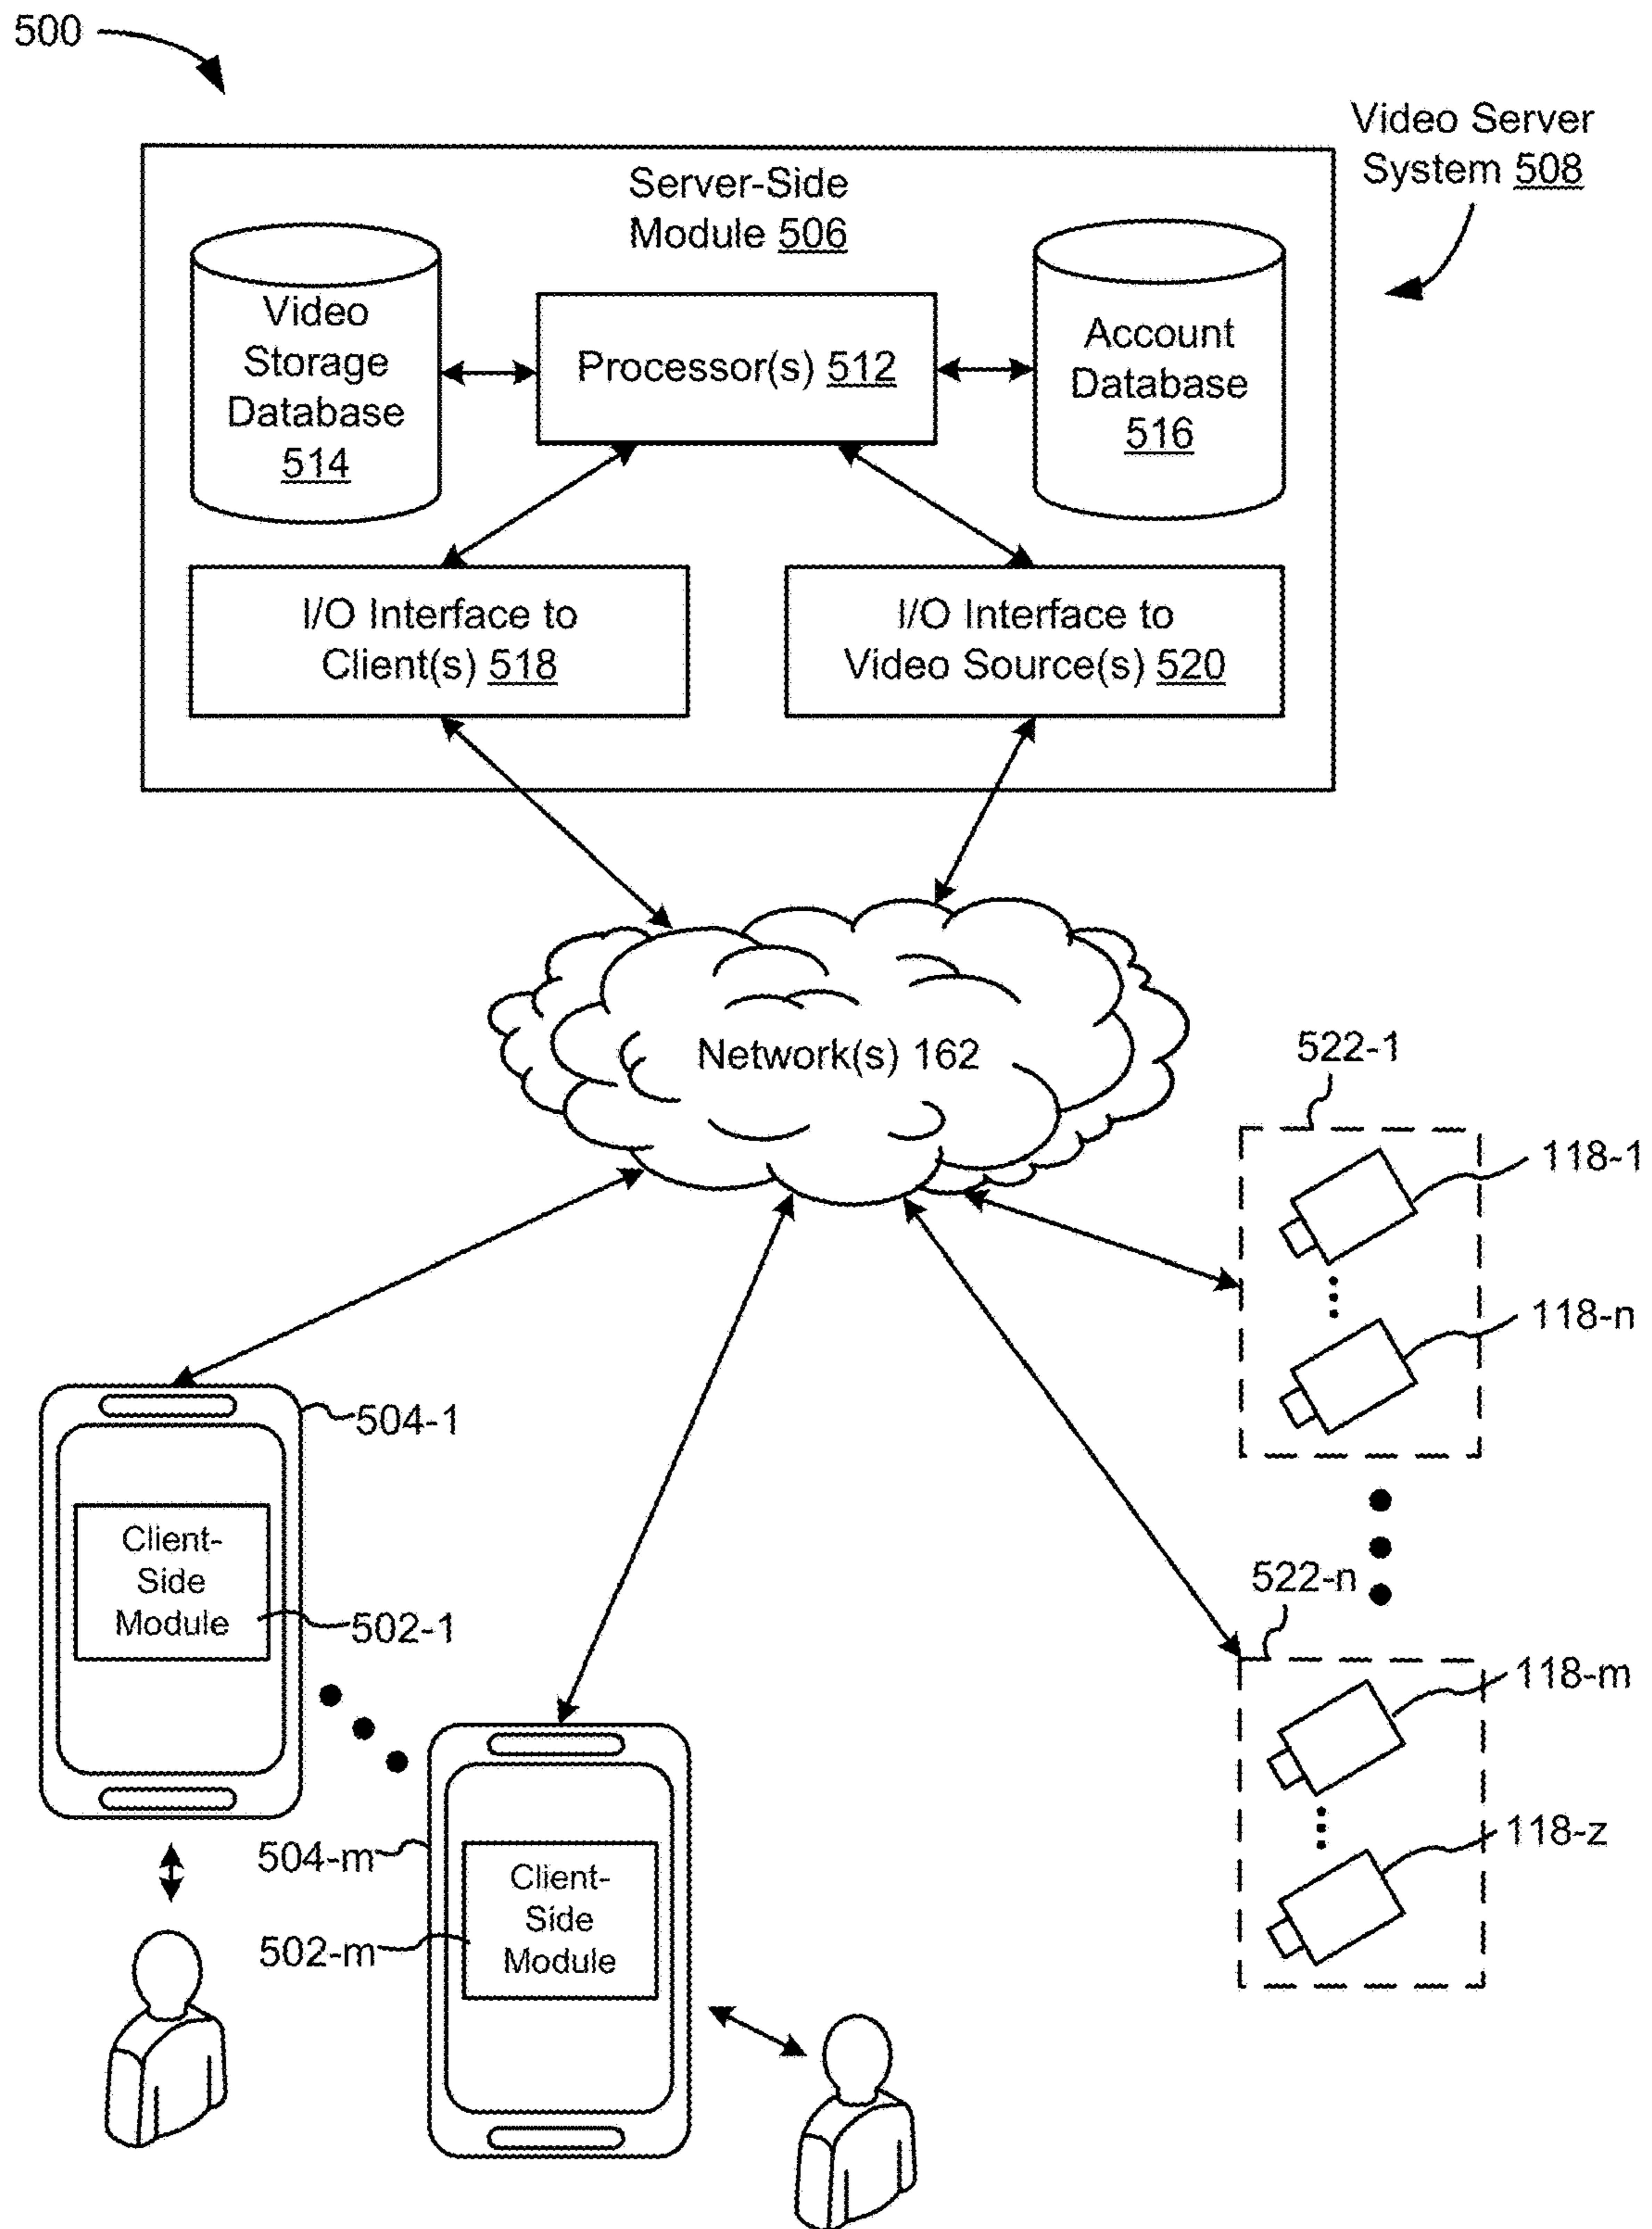 500
Video Server
System 508
Server-Side
Module 506
Video
Storage
Database
514
Processor(s) 512
Account
Database
516
I/O Interface to
Client(s) 518
I/O Interface to
Video Source(s) 520
Network(s) 162
522-1
118-1
118-n
504-1
Client-
Side
Module
502-1
522-n
118-m
118-z
504-m
Client-
Side
Module
502-m